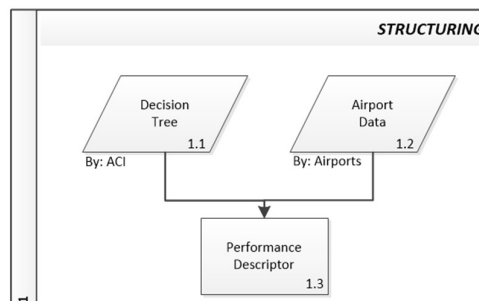 STRUCTURING
Decision
Tree
1.1
By: ACI
Airport
Data
1.2
By: Airports
Performance
Descriptor
1.3